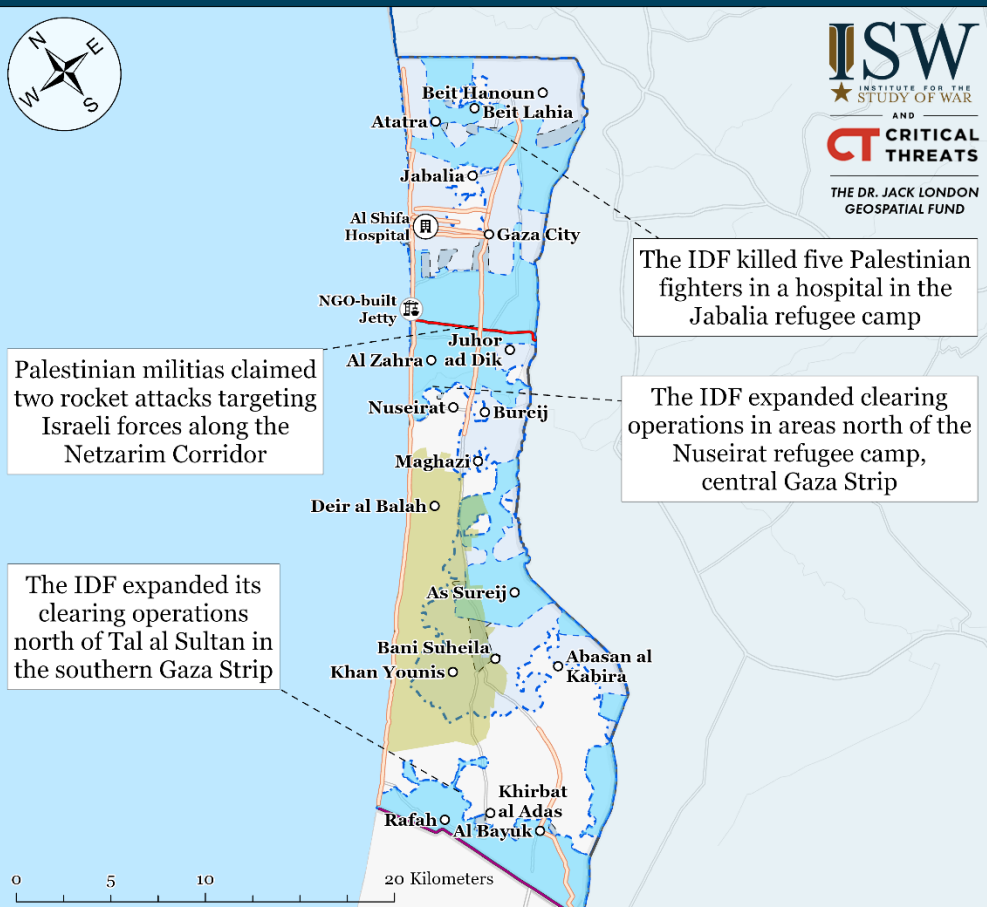 N
E
W
S
ISW
INSTITUTE FOR THE
STUDY OF WAR
AND
CT CRITICAL
THREATS
THE DR. JACK LONDON
GEOSPATIAL FUND
Beit Hanoun
Beit Lahia
Atatra
Jabalia
Al Shifa
Hospital
Gaza City
The IDF killed five Palestinian
fighters in a hospital in the
Jabalia refugee camp
NGO-built
Jetty
Juhor
ad Dik
Al Zahra
Palestinian militias claimed
two rocket attacks targeting
Israeli forces along the
Netzarim Corridor
Nuseirat
Bureij
The IDF expanded clearing
operations in areas north of the
Nuseirat refugee camp,
central Gaza Strip
Maghazi
Deir al Balah
The IDF expanded its
clearing operations
north of Tal al Sultan in
the southern Gaza Strip
As Sureij
Bani Suheila
Khan Younis
Abasan al
Kabira
Khirbat
al Adas
Rafah
Al Bayuk
0 5 10 20 Kilometers